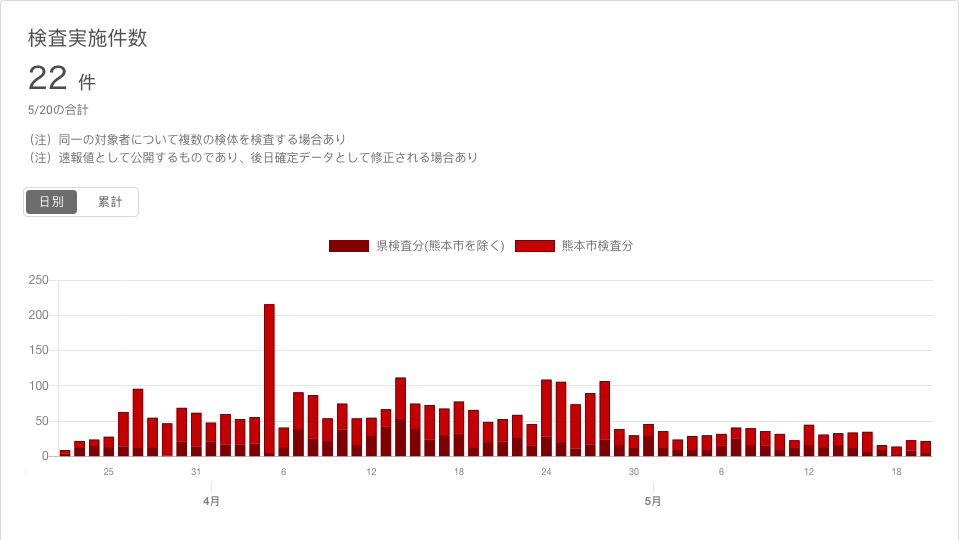 検査実施件数
22 件
5/20の合計
（注）同一の対象者について複数の検体を検査する場合あり
（注）速報値として公開するものであり、後日確定データとして修正される場合あり
日別 累計
県検査分(熊本市を除く) 熊本市検査分
250
200
150
100
50
0
25 31 6 12 18 24 30 6 12 18
4月 5月